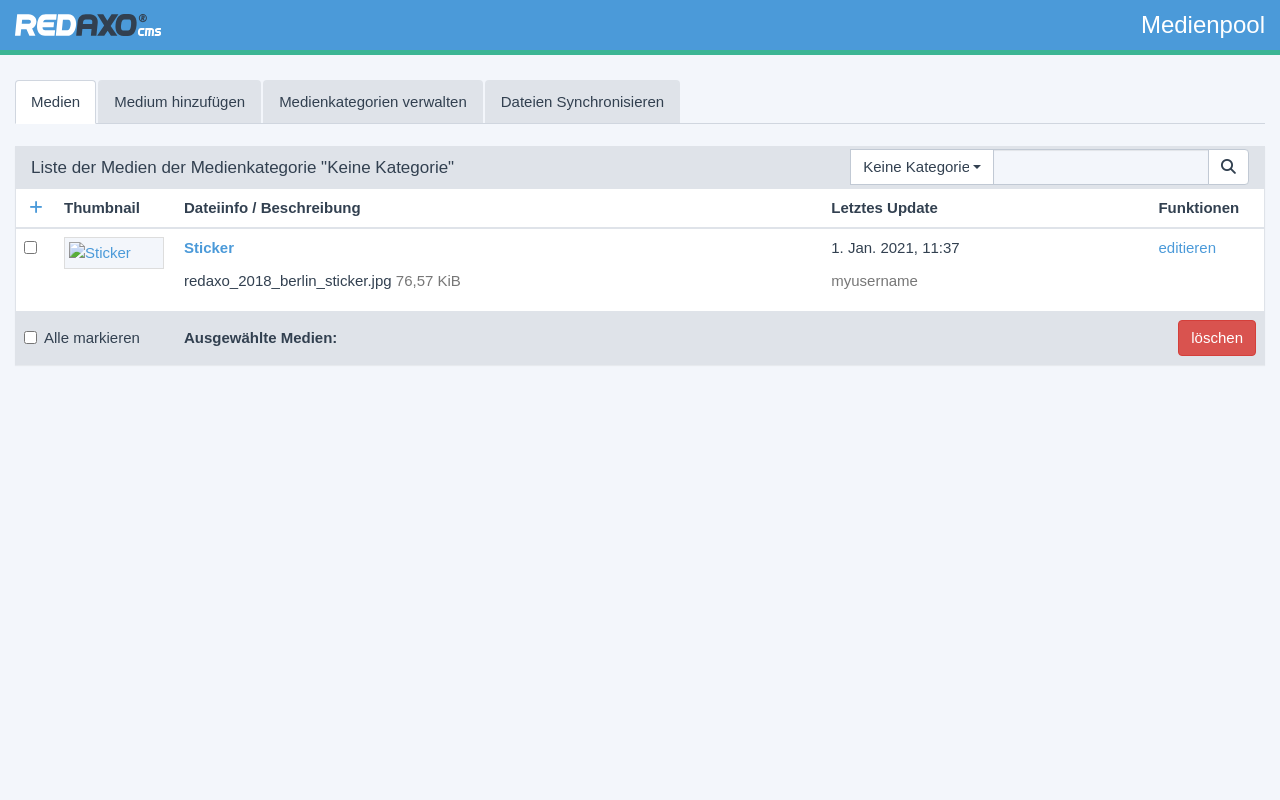 REDAXO® cms
Medienpool
Medien Medium hinzufügen Medienkategorien verwalten Dateien Synchronisieren
Liste der Medien der Medienkategorie "Keine Kategorie" Keine Kategorie
+ Thumbnail Dateiinfo / Beschreibung Letztes Update Funktionen
Sticker Sticker 1. Jan. 2021, 11:37 editieren
redaxo_2018_berlin_sticker.jpg 76,57 KiB myusername
Alle markieren Ausgewählte Medien: löschen